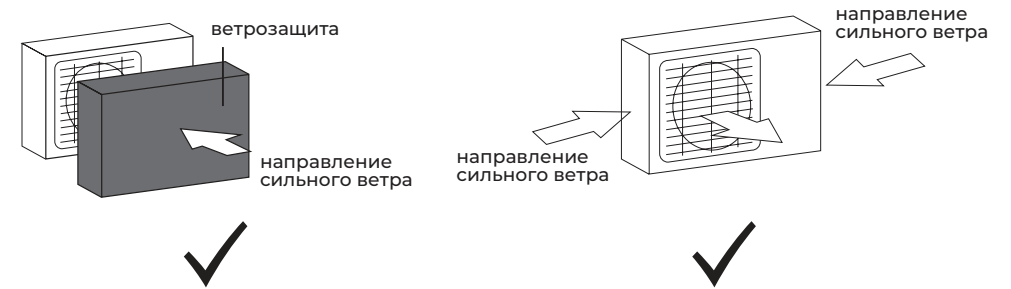 ветрозащита
направление
сильного ветра
направление
сильного ветра
направление
сильного ветра